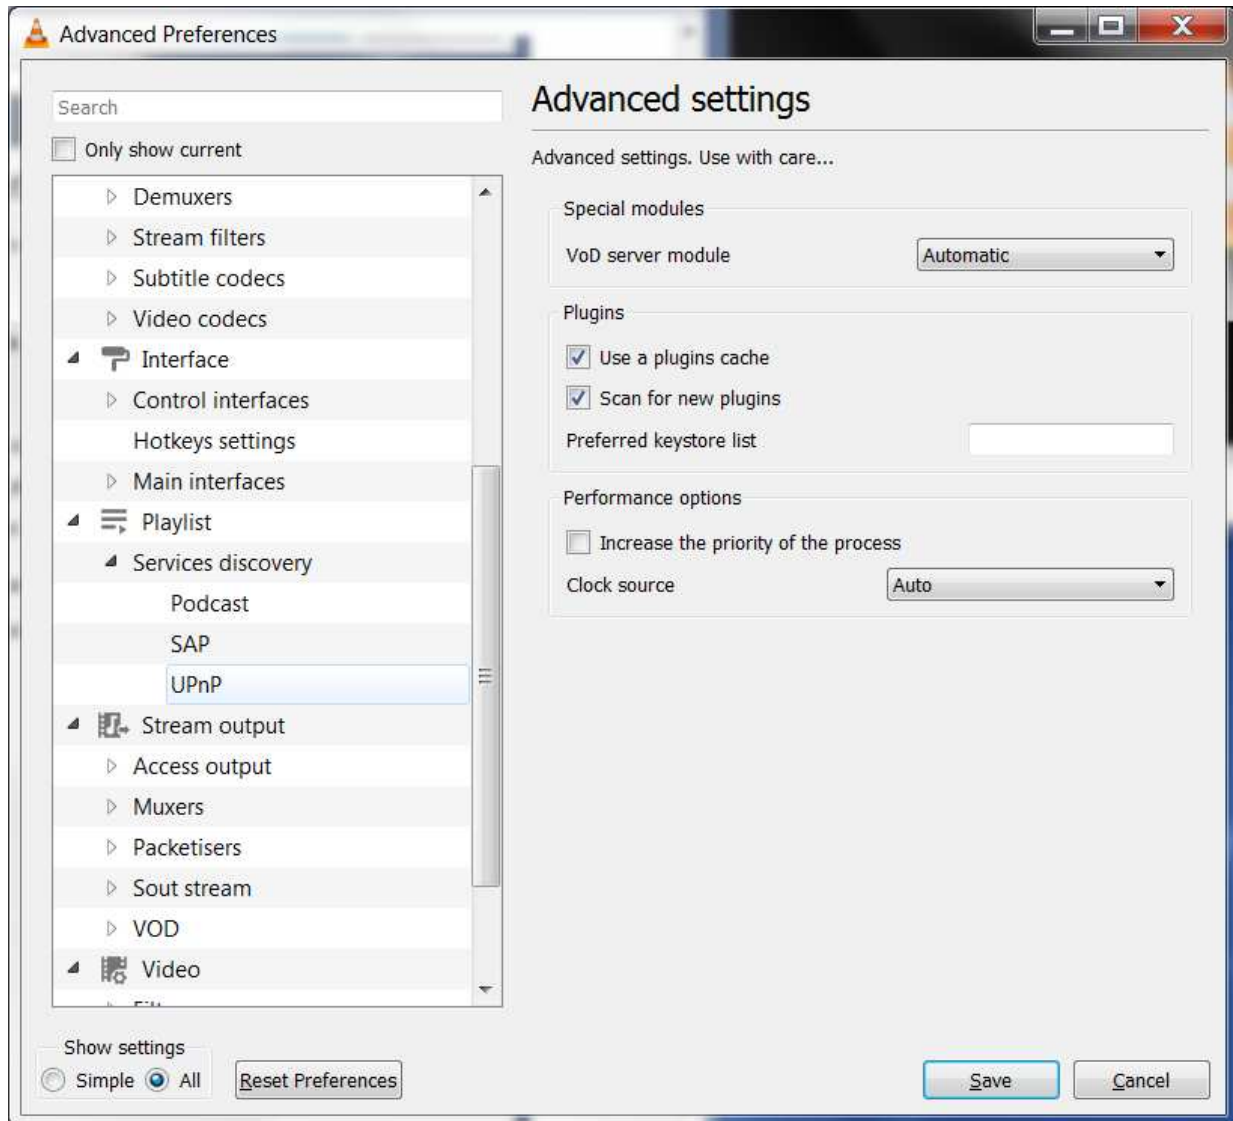 Advanced Preferences
Search
Only show current
Demuxers
Stream filters
Subtitle codecs
Video codecs
Interface
Control interfaces
Hotkeys settings
Main interfaces
Playlist
Services discovery
Podcast
SAP
UPnP
Stream output
Access output
Muxers
Packetisers
Sout stream
VOD
Video
Show settings
Simple All
Reset Preferences
Advanced settings
Advanced settings. Use with care...
Special modules
VoD server module Automatic
Plugins
Use a plugins cache
Scan for new plugins
Preferred keystore list
Performance options
Increase the priority of the process
Clock source Auto
Save Cancel